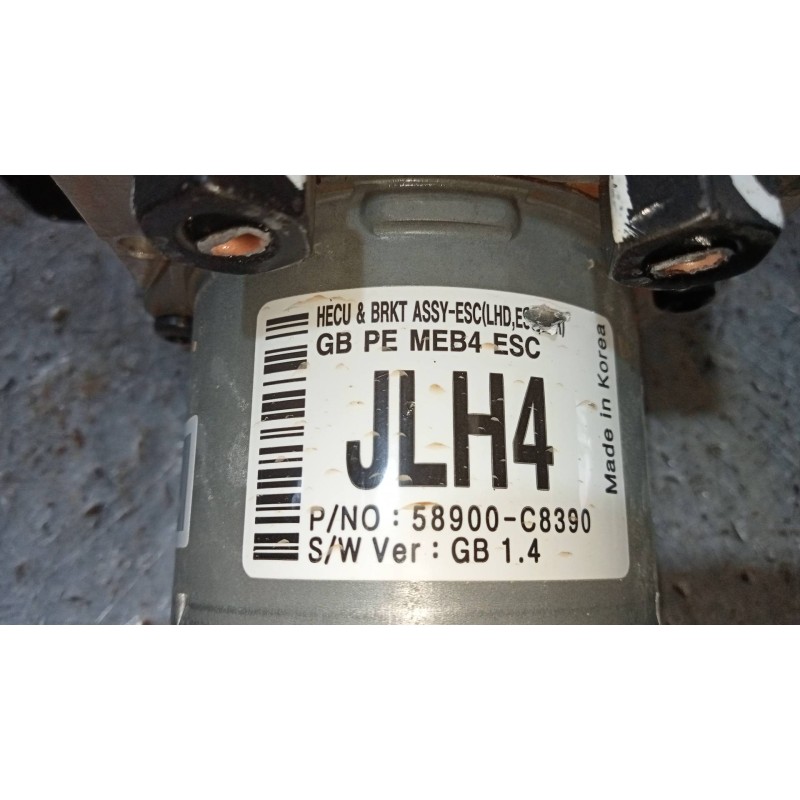 HECU & BRKT ASSY-ESC(LHD,
GB PE MEB4 ESC
JLH4
P/NO : 58900-C8390
S/W Ver : GB 1.4
Made in Korea